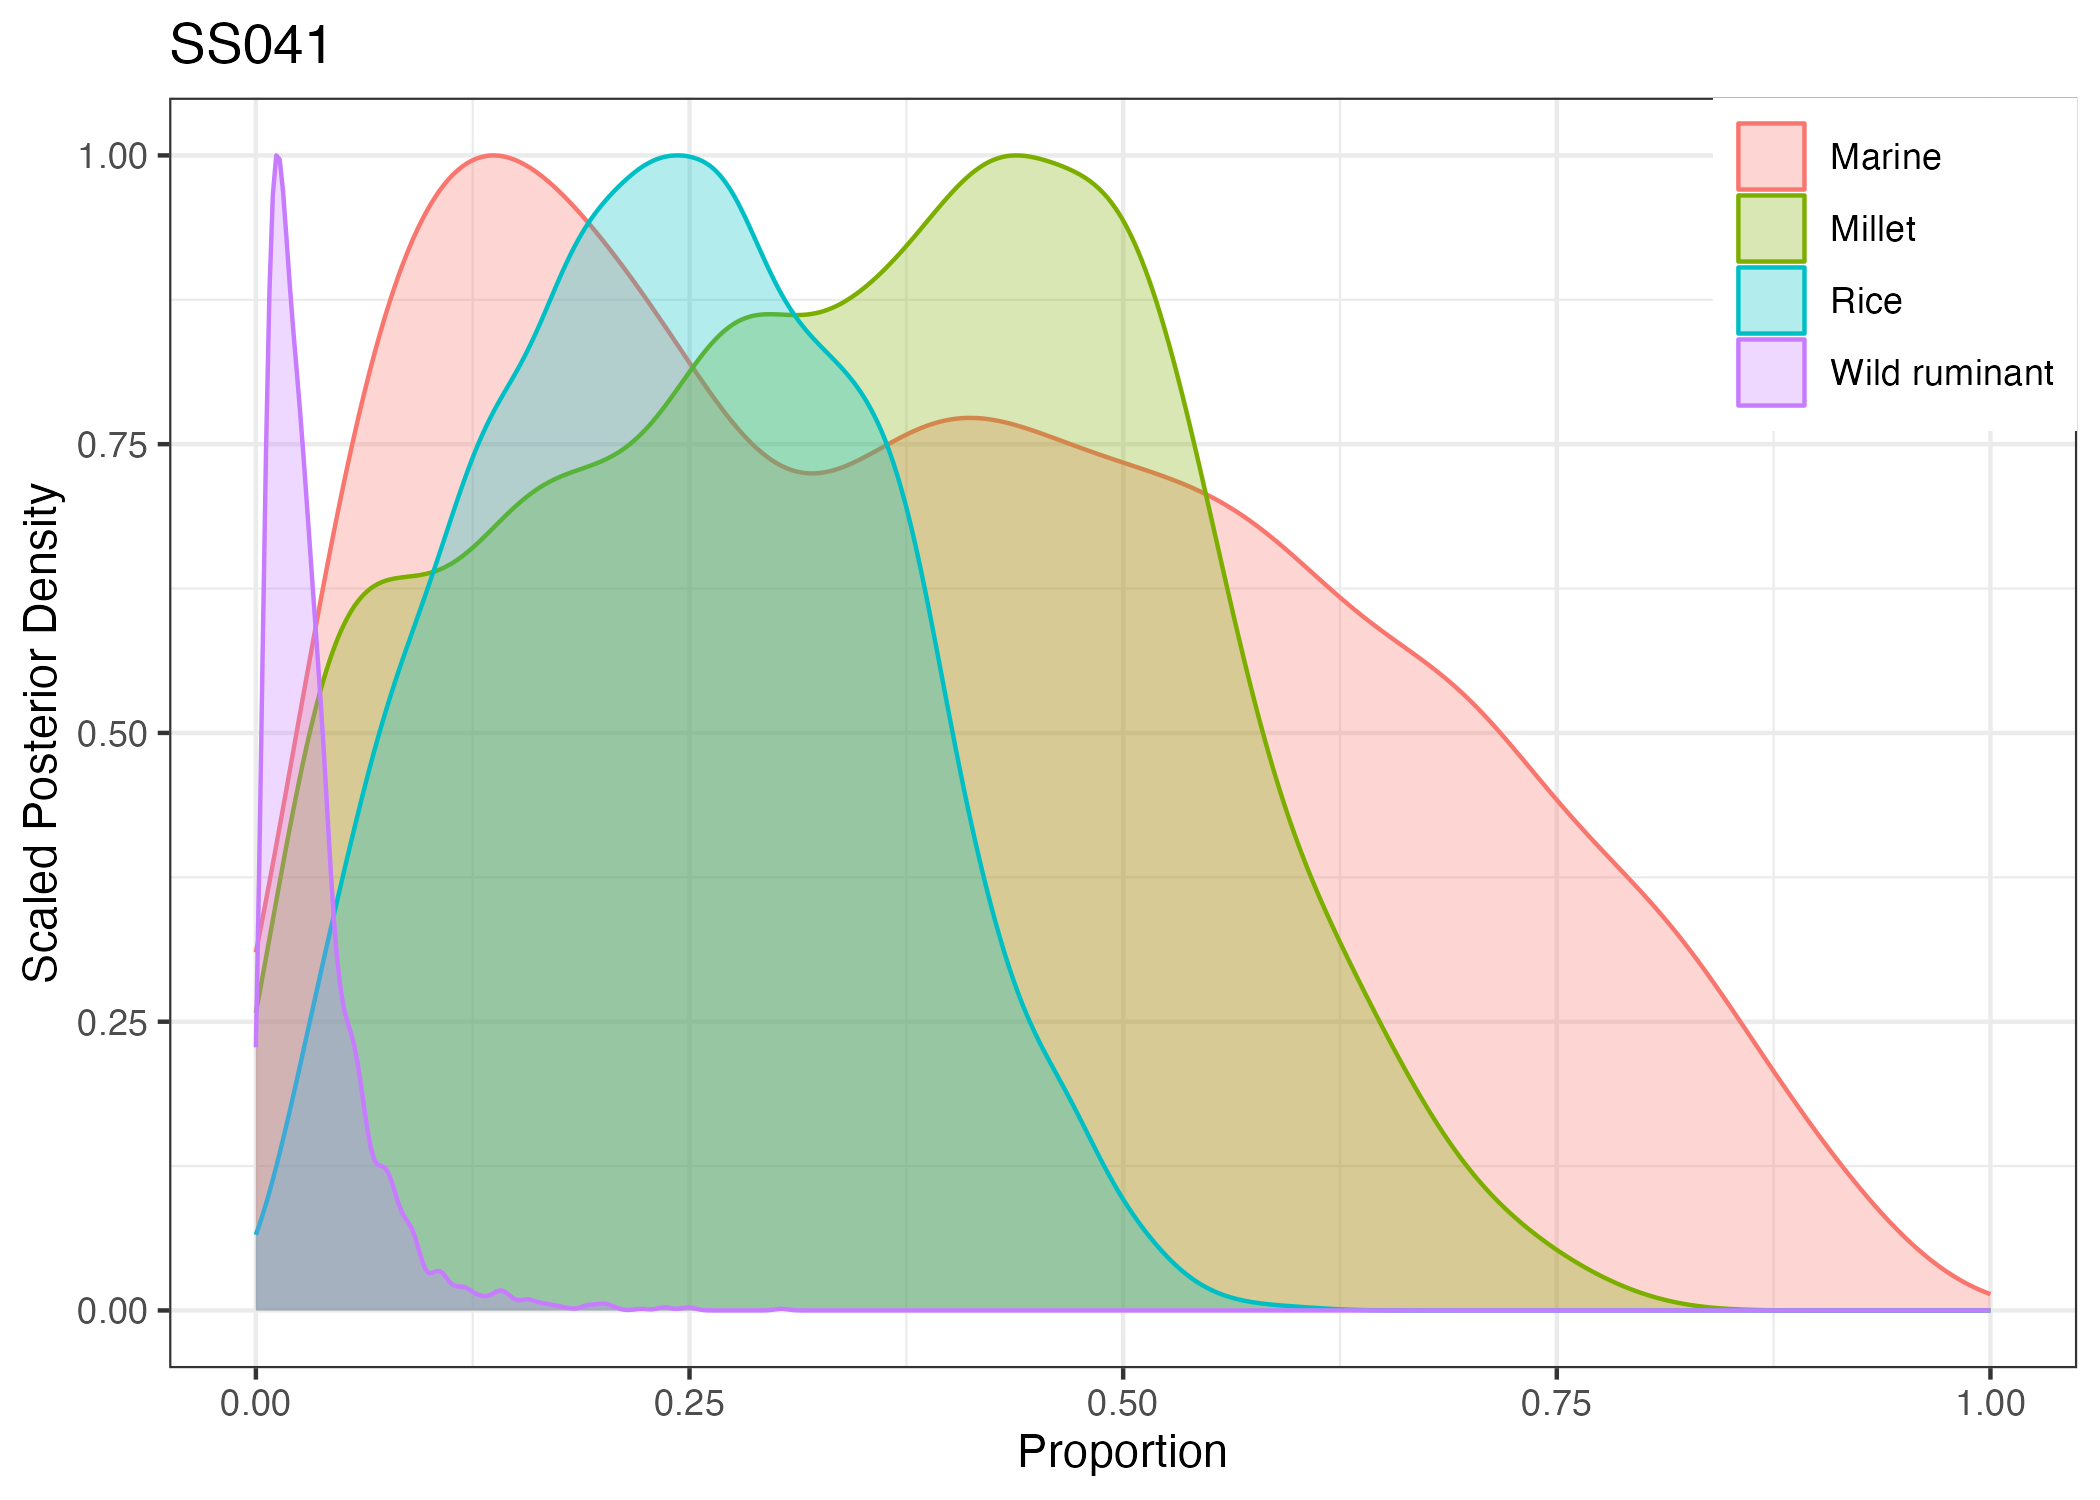 SS041
Marine
Millet
Rice
Wild ruminant
1.00
0.75
0.50
0.25
0.00
Scaled Posterior Density
0.00 0.25 0.50 0.75 1.00
Proportion